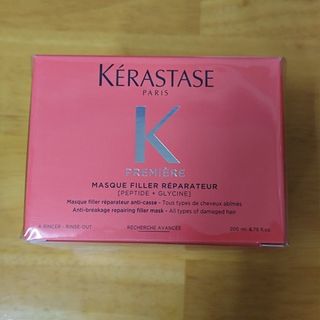 KÉRASTASE
PARIS
K
PREMIÈRE
MASQUE FILLER RÉPARATEUR
[PEPTIDE + GLYCINE]
Masque filler réparateur anti-casse - Tous types de cheveux abîmés
Anti-breakage repairing filler mask - All types of damaged hair
À RINCER - RINSE-OUT
RECHERCHE AVANCÉE
200 ml 6.76 fl.oz